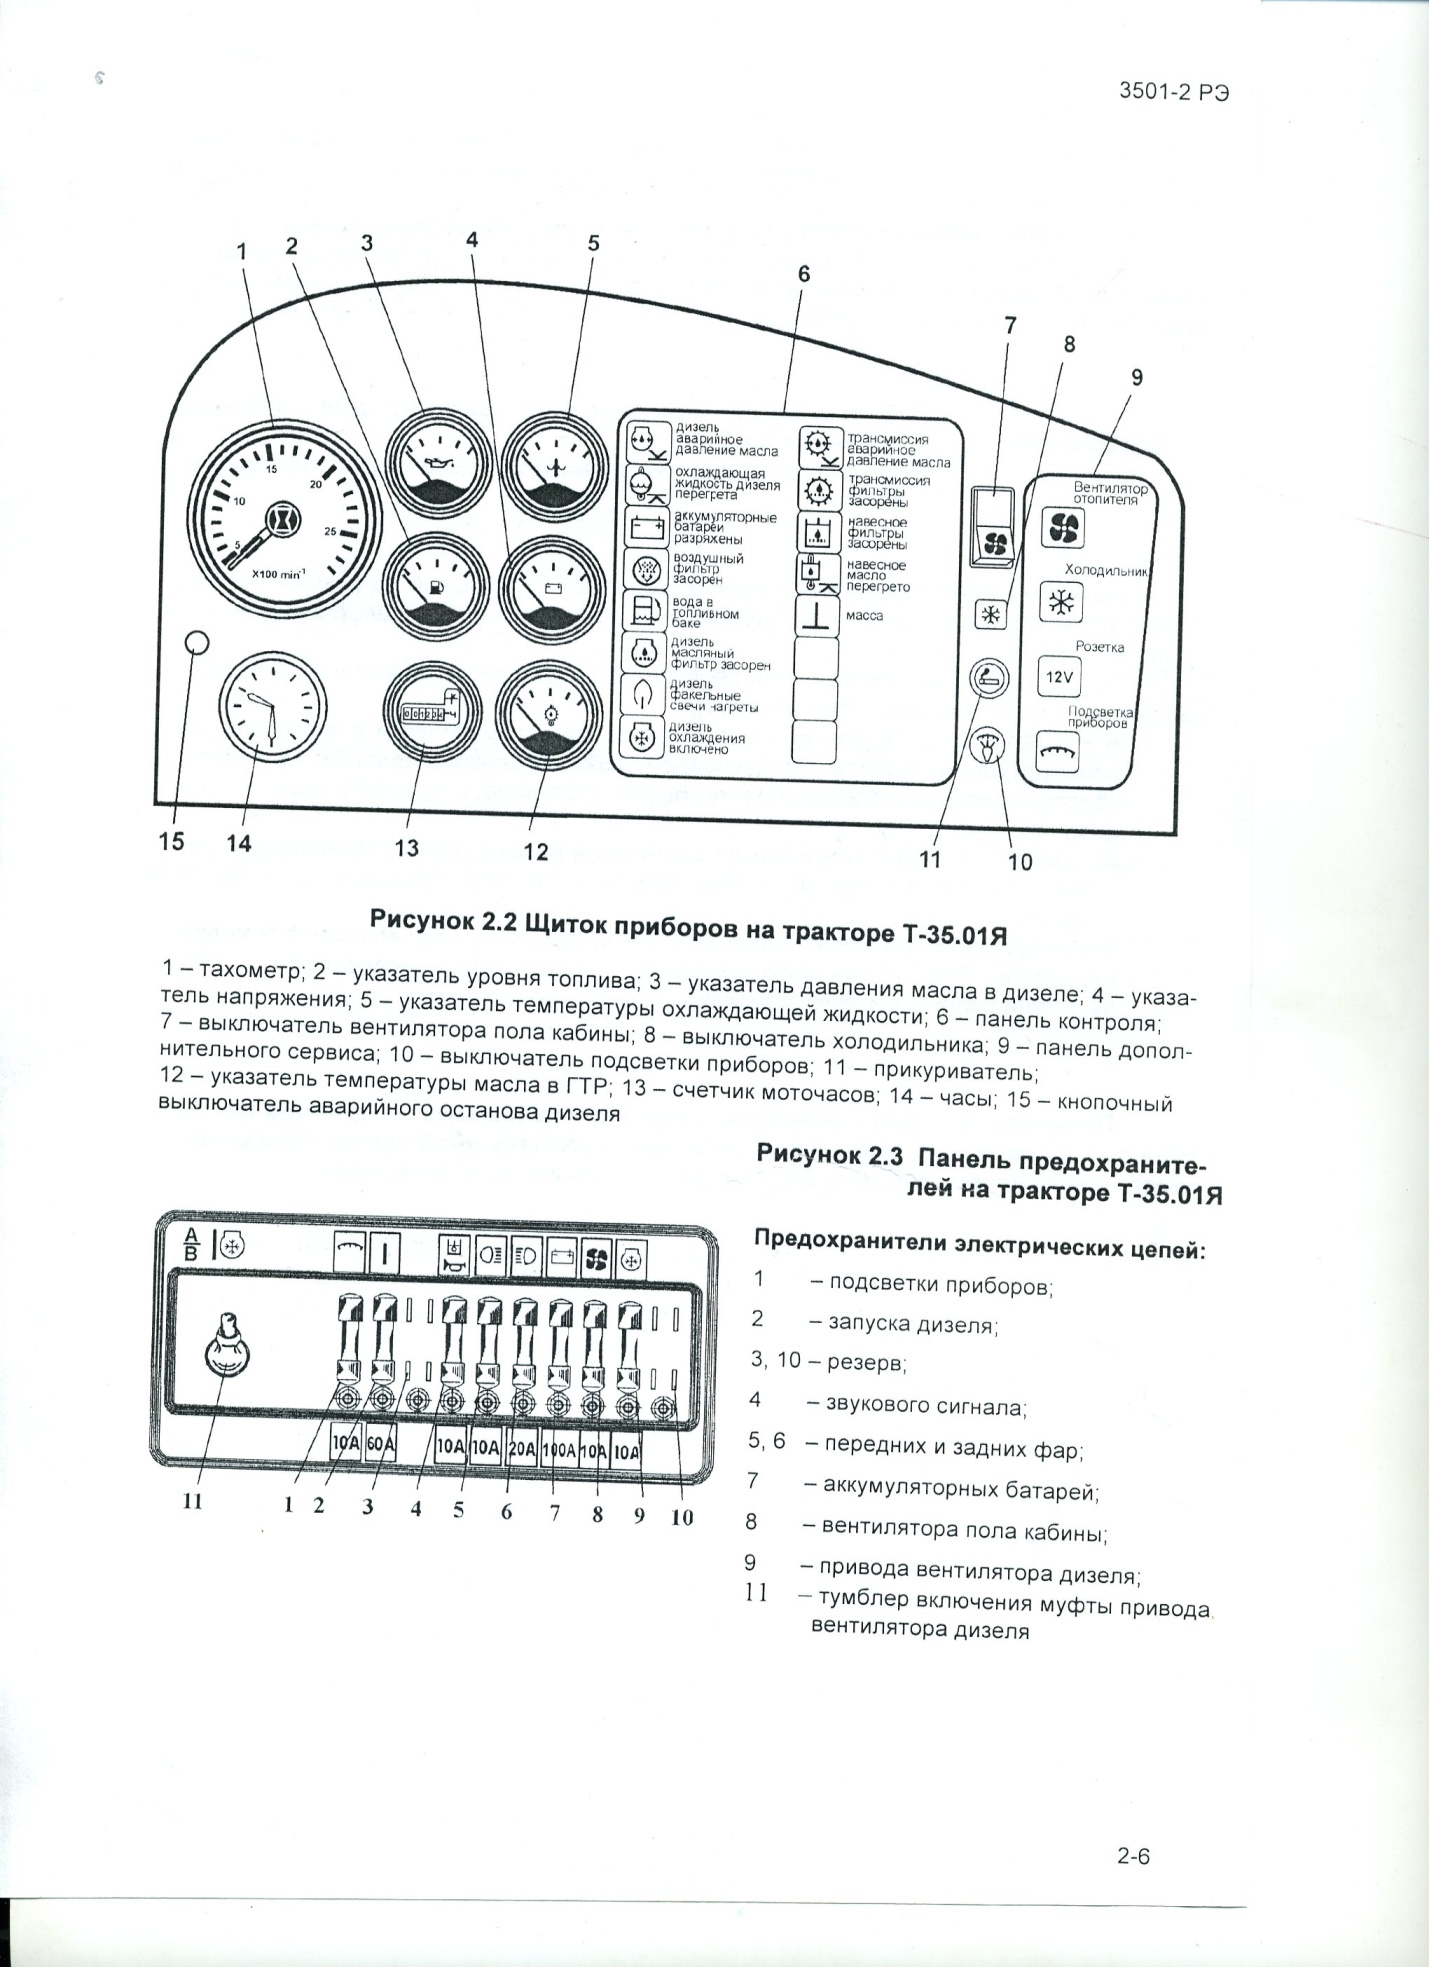 3501-2 РЭ
1
2
3
4
5
6
7
8
9
15
10
20
5
25
X100 min-1
дизель
аварийное
давление масла
охлаждающая
жидкость дизеля
перегрета
аккумуляторные
батареи
разряжены
воздушный
фильтр
засорен
вода в
топливном
баке
дизель
масляный
фильтр засорен
дизель
факельные
свечи нагреты
дизель
охлаждения
включено
трансмиссия
аварийное
давление масла
трансмиссия
фильтры
засорены
навесное
фильтры
засорены
навесное
масло
перегрето
масса
Вентилятор
отопителя
Холодильник
Розетка
12V
Подсветка
приборов
001234
15
14
13
12
11
10
Рисунок 2.2 Щиток приборов на тракторе Т-35.01Я
1 – тахометр; 2 – указатель уровня топлива; 3 – указатель давления масла в дизеле; 4 – указа-
тель напряжения; 5 – указатель температуры охлаждающей жидкости; 6 – панель контроля;
7 – выключатель вентилятора пола кабины; 8 – выключатель холодильника; 9 – панель допол-
нительного сервиса; 10 – выключатель подсветки приборов; 11 – прикуриватель;
12 – указатель температуры масла в ГТР; 13 – счетчик моточасов; 14 – часы; 15 – кнопочный
выключатель аварийного останова дизеля
Рисунок 2.3 Панель предохраните-
лей на тракторе Т-35.01Я
A
B
10A 60A 10A 10A 20A 100A 10A 10A
11 1 2 3 4 5 6 7 8 9 10
Предохранители электрических цепей:
1 – подсветки приборов;
2 – запуска дизеля;
3, 10 – резерв;
4 – звукового сигнала;
5, 6 – передних и задних фар;
7 – аккумуляторных батарей;
8 – вентилятора пола кабины;
9 – привода вентилятора дизеля;
11 – тумблер включения муфты привода
вентилятора дизеля
2-6